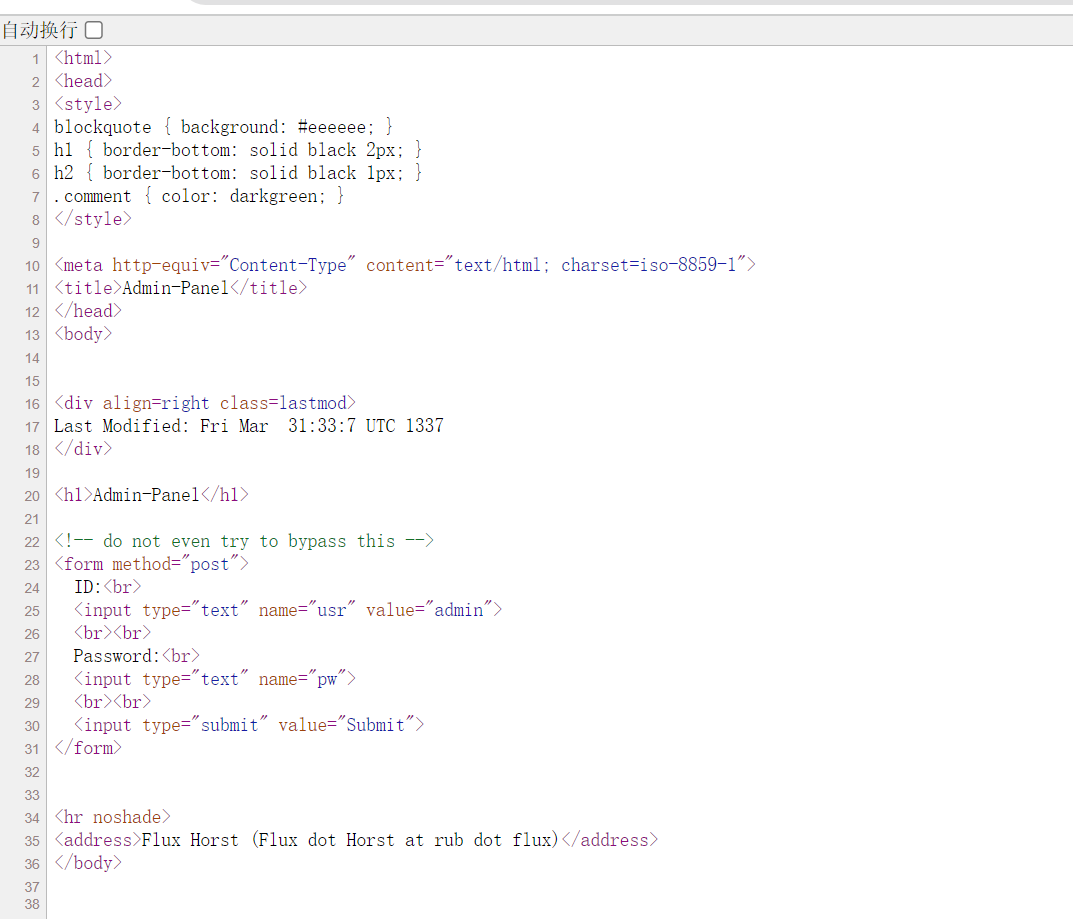 自动换行
1 <html>
2 <head>
3 <style>
4 blockquote { background: #eeeeee; }
5 h1 { border-bottom: solid black 2px; }
6 h2 { border-bottom: solid black 1px; }
7 .comment { color: darkgreen; }
8 </style>
9
10 <meta http-equiv="Content-Type" content="text/html; charset=iso-8859-1">
11 <title>Admin-Panel</title>
12 </head>
13 <body>
14
15
16 <div align=right class=lastmod>
17 Last Modified: Fri Mar  31:33:7 UTC 1337
18 </div>
19
20 <h1>Admin-Panel</h1>
21
22 <!-- do not even try to bypass this -->
23 <form method="post">
24   ID:<br>
25   <input type="text" name="usr" value="admin">
26   <br><br>
27   Password:<br>
28   <input type="text" name="pw">
29   <br><br>
30   <input type="submit" value="Submit">
31 </form>
32
33
34 <hr noshade>
35 <address>Flux Horst (Flux dot Horst at rub dot flux)</address>
36 </body>
37
38